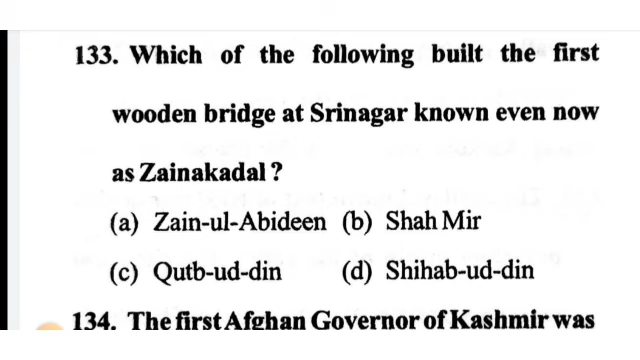 133. Which of the following built the first
wooden bridge at Srinagar known even now
as Zainakadal ?
(a) Zain-ul-Abideen (b) Shah Mir
(c) Qutb-ud-din (d) Shihab-ud-din
134. The first Afghan Governor of Kashmir was